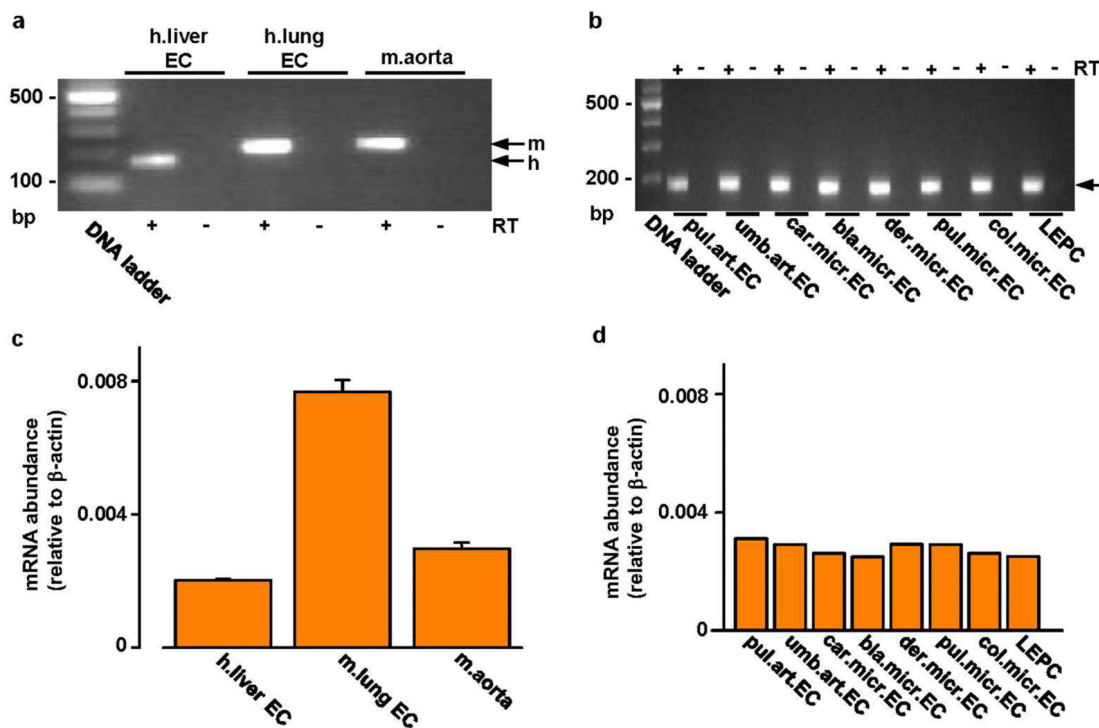 a
h.liver
EC
h.lung
EC
m.aorta
500 -
100 -
bp
m
h
+ - + - + - RT
DNA ladder
b
+ - + - + - + - + - + - + - + - RT
500 -
200 -
bp
DNA ladder
pul.art.EC
umb.art.EC
car.micr.EC
bla.micr.EC
der.micr.EC
pul.micr.EC
col.micr.EC
LEPC
c
mRNA abundance
(relative to β-actin)
0.008
0.004
0
h.liver EC
m.lung EC
m.aorta
d
mRNA abundance
(relative to β-actin)
0.008
0.004
0
pul.art.EC
umb.art.EC
car.micr.EC
bla.micr.EC
der.micr.EC
pul.micr.EC
col.micr.EC
LEPC